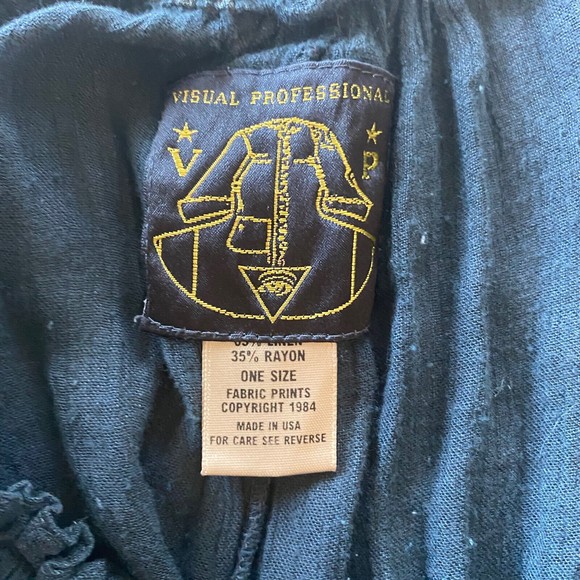 VISUAL PROFESSIONAL
V P
35% RAYON
ONE SIZE
FABRIC PRINTS
COPYRIGHT 1984
MADE IN USA
FOR CARE SEE REVERSE